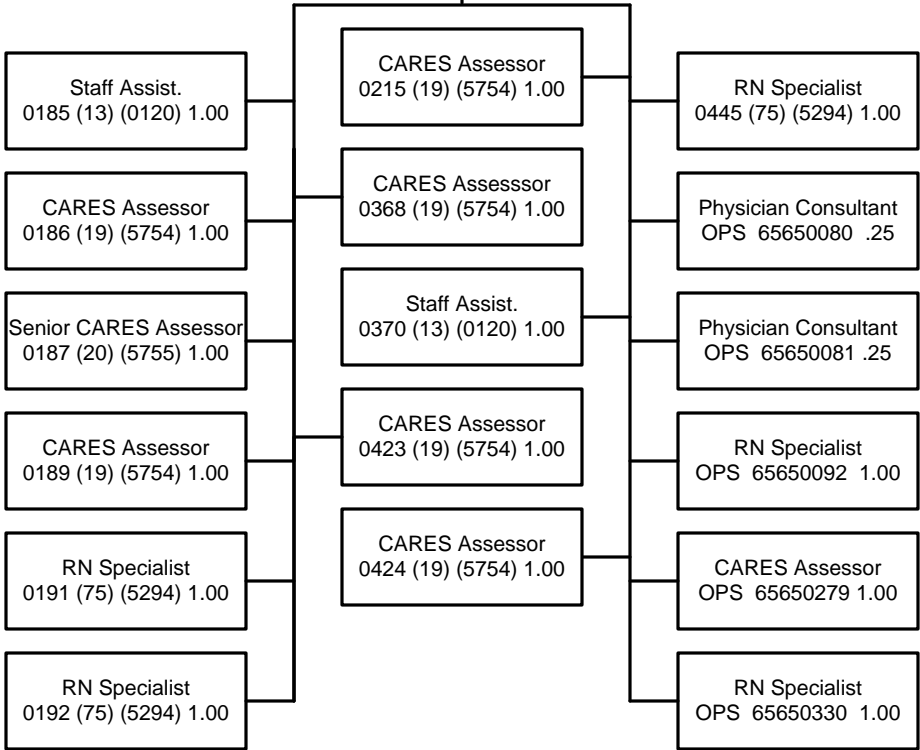 Staff Assist.
0185 (13) (0120) 1.00
CARES Assessor
0186 (19) (5754) 1.00
Senior CARES Assessor
0187 (20) (5755) 1.00
CARES Assessor
0189 (19) (5754) 1.00
RN Specialist
0191 (75) (5294) 1.00
RN Specialist
0192 (75) (5294) 1.00
CARES Assessor
0215 (19) (5754) 1.00
CARES Assesssor
0368 (19) (5754) 1.00
Staff Assist.
0370 (13) (0120) 1.00
CARES Assessor
0423 (19) (5754) 1.00
CARES Assessor
0424 (19) (5754) 1.00
RN Specialist
0445 (75) (5294) 1.00
Physician Consultant
OPS 65650080 .25
Physician Consultant
OPS 65650081 .25
RN Specialist
OPS 65650092 1.00
CARES Assessor
OPS 65650279 1.00
RN Specialist
OPS 65650330 1.00